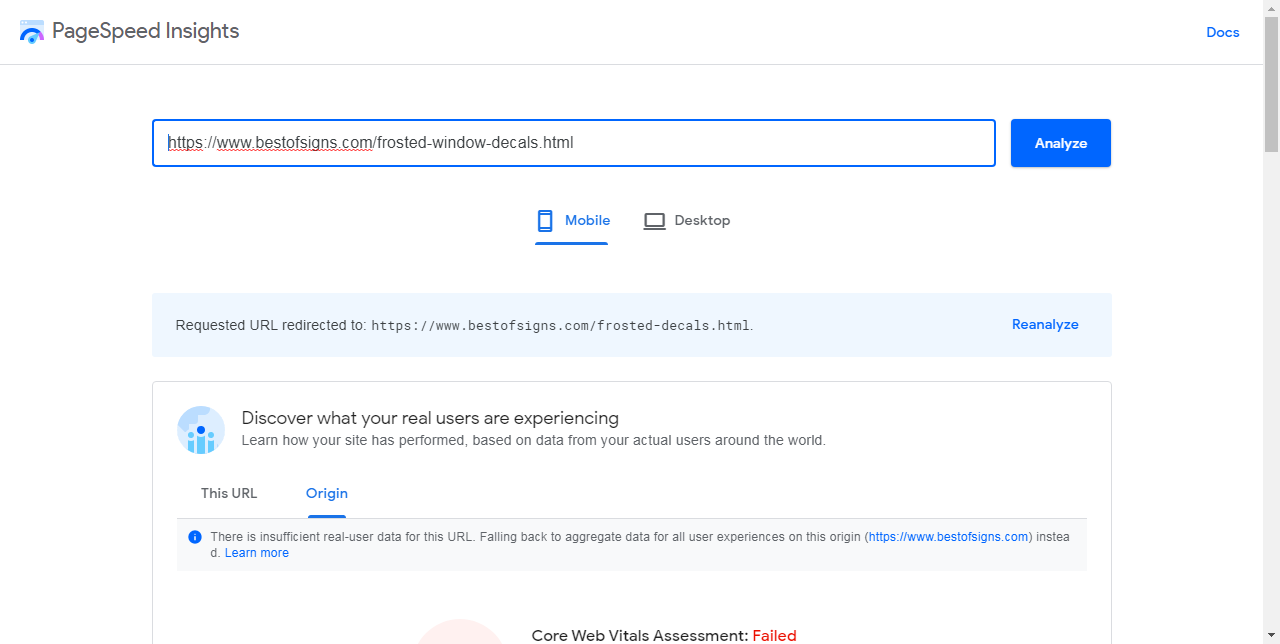 PageSpeed Insights
Docs
https://www.bestofsigns.com/frosted-window-decals.html
Analyze
Mobile
Desktop
Requested URL redirected to: https://www.bestofsigns.com/frosted-decals.html.
Reanalyze
Discover what your real users are experiencing
Learn how your site has performed, based on data from your actual users around the world.
This URL
Origin
There is insufficient real-user data for this URL. Falling back to aggregate data for all user experiences on this origin (https://www.bestofsigns.com) instea
d. Learn more
Core Web Vitals Assessment: Failed